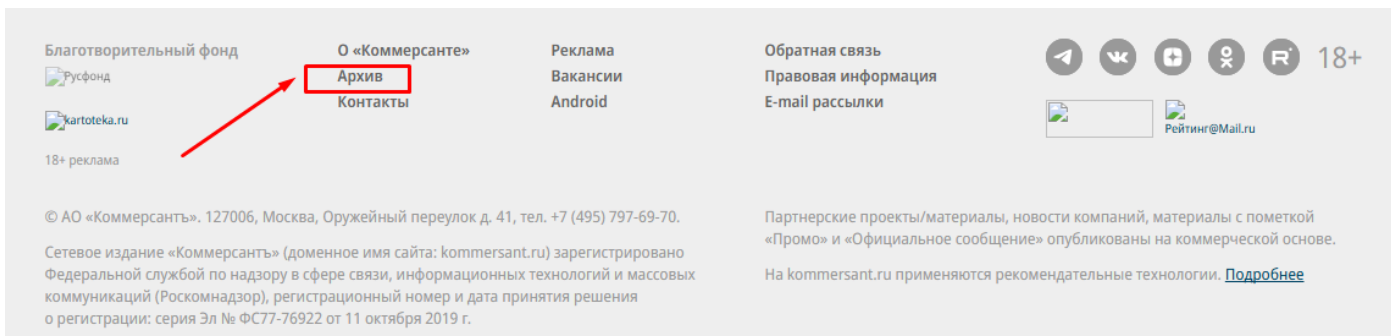 Благотворительный фонд
Русфонд
kartoteka.ru
18+ реклама
О «Коммерсанте»
Архив
Контакты
Реклама
Вакансии
Android
Обратная связь
Правовая информация
E-mail рассылки
18+
Рейтинг@Mail.ru
© АО «Коммерсантъ». 127006, Москва, Оружейный переулок д. 41, тел. +7 (495) 797-69-70.
Сетевое издание «Коммерсантъ» (доменное имя сайта: kommersant.ru) зарегистрировано
Федеральной службой по надзору в сфере связи, информационных технологий и массовых
коммуникаций (Роскомнадзор), регистрационный номер и дата принятия решения
о регистрации: серия Эл № ФС77-76922 от 11 октября 2019 г.
Партнерские проекты/материалы, новости компаний, материалы с пометкой
«Промо» и «Официальное сообщение» опубликованы на коммерческой основе.
На kommersant.ru применяются рекомендательные технологии. Подробнее